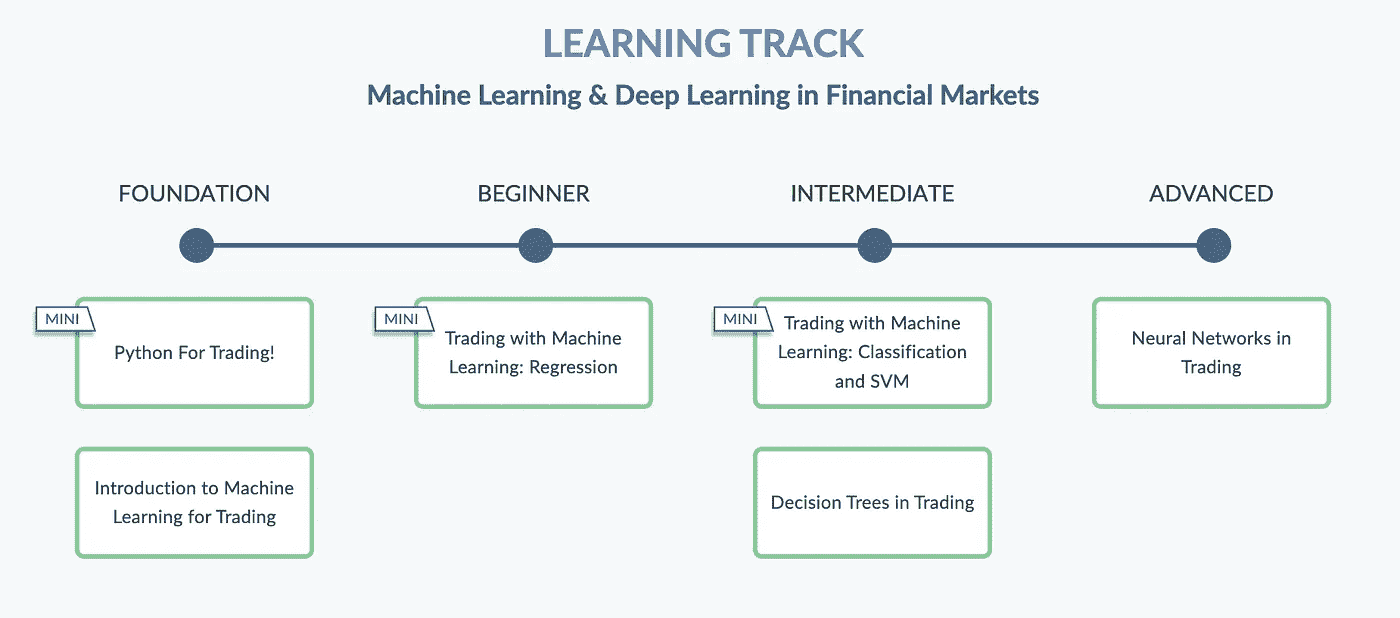 LEARNING TRACK
Machine Learning & Deep Learning in Financial Markets
FOUNDATION
BEGINNER
INTERMEDIATE
ADVANCED
MINI
Python For Trading!
MINI
Trading with Machine
Learning: Regression
MINI
Trading with Machine
Learning: Classification
and SVM
Neural Networks in
Trading
Introduction to Machine
Learning for Trading
Decision Trees in Trading